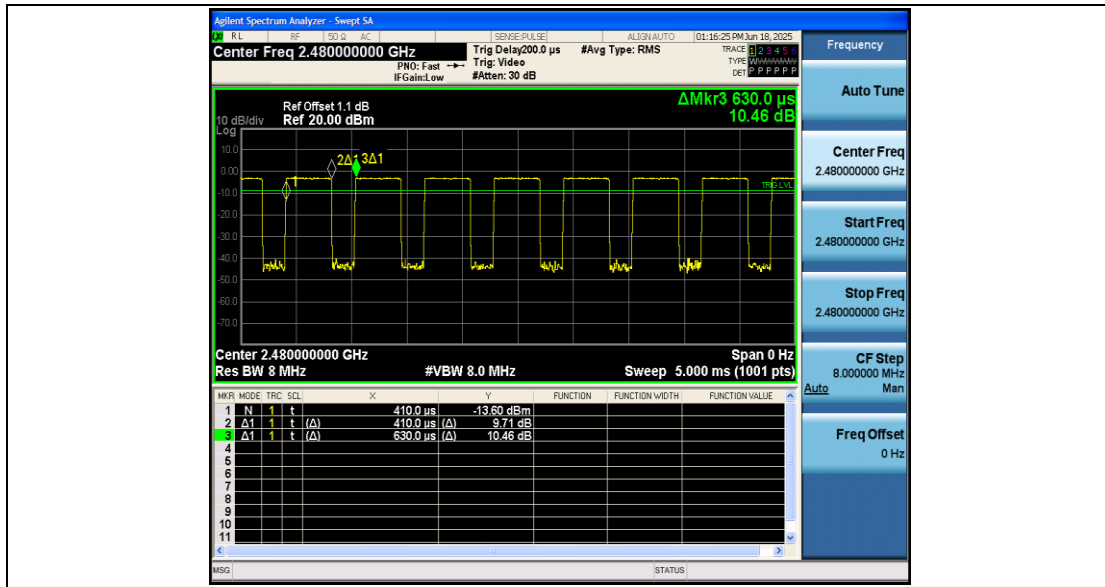 Agilent Spectrum Analyzer - Swept SA
RL RF 50 Ω AC SENSE:PULSE ALIGN AUTO 01:16:25 PM Jun 18, 2025
Center Freq 2.480000000 GHz Trig Delay200.0 µs #Avg Type: RMS TRACE 1 2 3 4 5 6
PNO: Fast Trig: Video TYPE
IFGain:Low #Atten: 30 dB DET P P P P P P
ΔMkr3 630.0 µs
10.46 dB
Ref Offset 1.1 dB
10 dB/div Ref 20.00 dBm
Log
10.0
0.00
-10.0
-20.0
-30.0
-40.0
-50.0
-60.0
-70.0
2Δ1 3Δ1
1
TRIG LVL
Center 2.480000000 GHz Span 0 Hz
Res BW 8 MHz #VBW 8.0 MHz Sweep 5.000 ms (1001 pts)
MKR MODE TRC SCL X Y FUNCTION FUNCTION WIDTH FUNCTION VALUE
1 N 1 t 410.0 µs -13.60 dBm
2 Δ1 1 t (Δ) 410.0 µs (Δ) 9.71 dB
3 Δ1 1 t (Δ) 630.0 µs (Δ) 10.46 dB
4
5
6
7
8
9
10
11
MSG STATUS
Frequency
Auto Tune
Center Freq
2.480000000 GHz
Start Freq
2.480000000 GHz
Stop Freq
2.480000000 GHz
CF Step
8.000000 MHz
Auto Man
Freq Offset
0 Hz